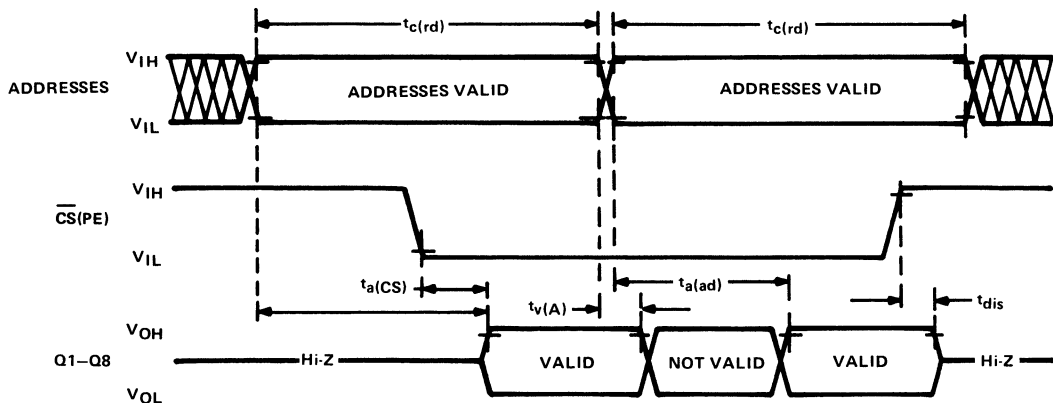 tc(rd) tc(rd)
VIH
ADDRESSES ADDRESSES VALID ADDRESSES VALID
VIL
VIH
CS(PE)
VIL
ta(CS) ta(ad)
tv(A) tdis
VOH
Q1–Q8 Hi-Z VALID NOT VALID VALID Hi-Z
VOL